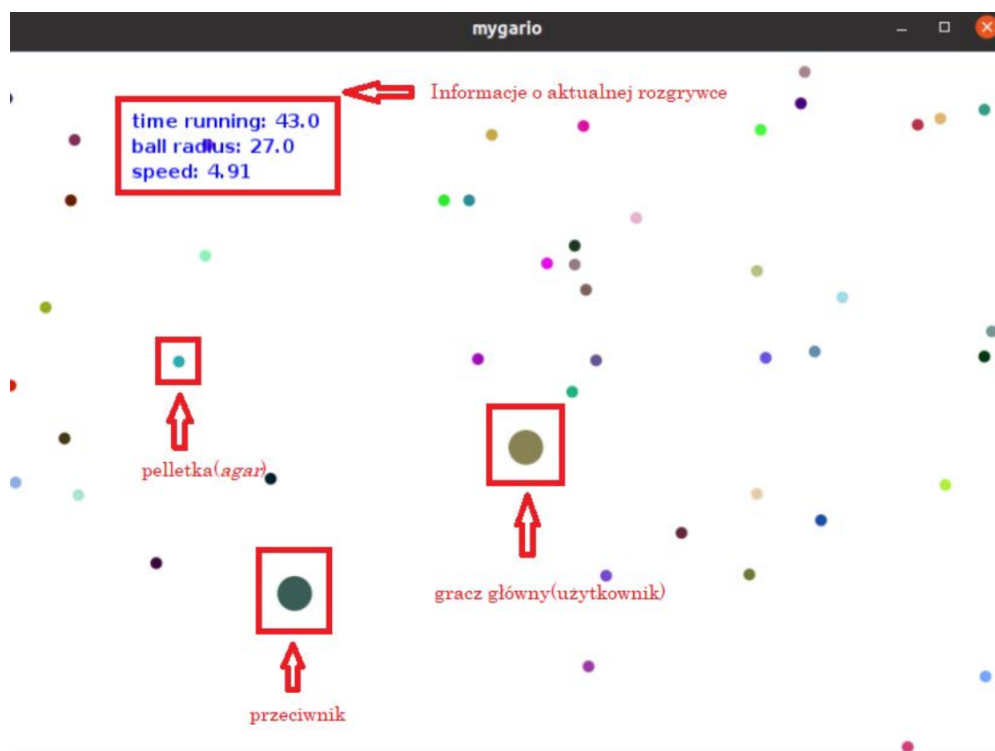 mygario
Informacje o aktualnej rozgrywce
time running: 43.0
ball radius: 27.0
speed: 4.91
pelletka(agar)
gracz główny(użytkownik)
przeciwnik